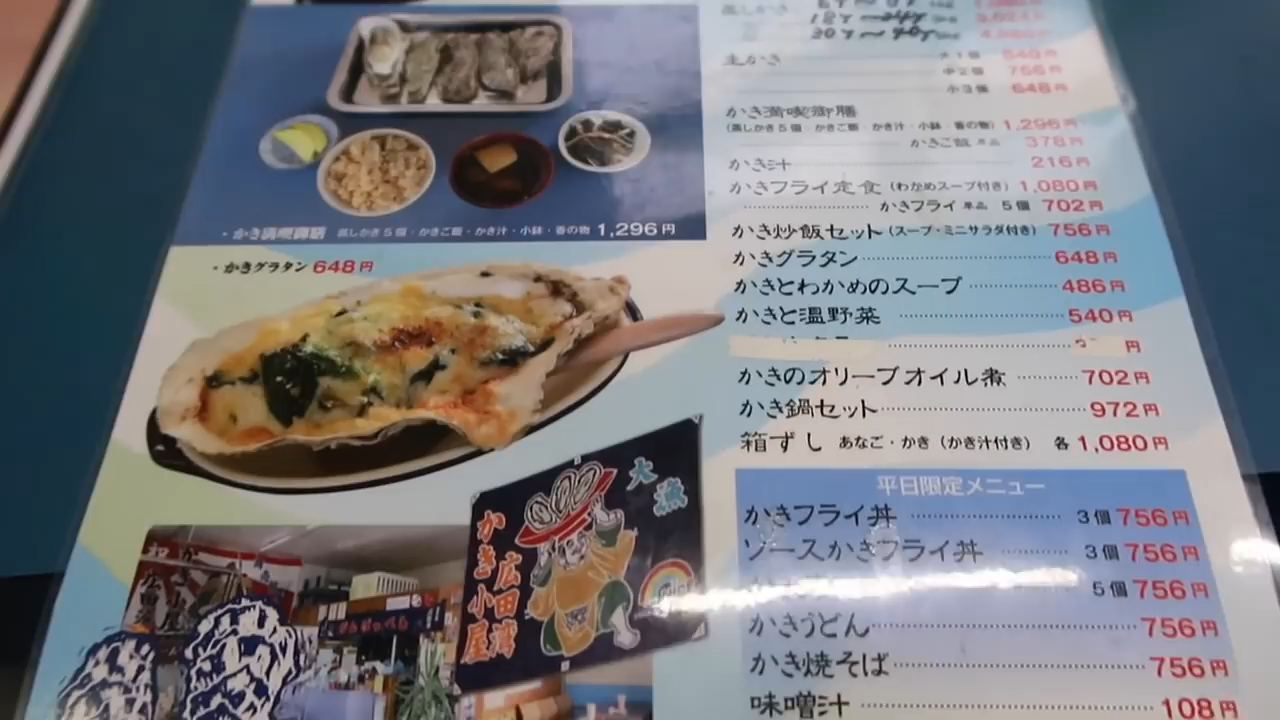 ・かき満喫御膳 蒸しかき5個・かきご飯・かき汁・小鉢・香の物 1,296円
・かきグラタン 648円
大漁
広田湾
かき小屋
蒸しかき
生かき 大1個 540円
中2個 756円
小3個 648円
かき満喫御膳
(蒸しかき5個・かきご飯・かき汁・小鉢・香の物) 1,296円
かきご飯 単品 378円
かき汁 216円
かきフライ定食(わかめスープ付き) 1,080円
かきフライ 単品 5個 702円
かき炒飯セット(スープ・ミニサラダ付き) 756円
かきグラタン 648円
かきとわかめのスープ 486円
かきと温野菜 540円
円
かきのオリーブオイル煮 702円
かき鍋セット 972円
箱ずし あなご・かき(かき汁付き) 各1,080円
平日限定メニュー
かきフライ丼 3個 756円
ソースかきフライ丼 3個 756円
5個 756円
かきうどん 756円
かき焼そば 756円
味噌汁 108円